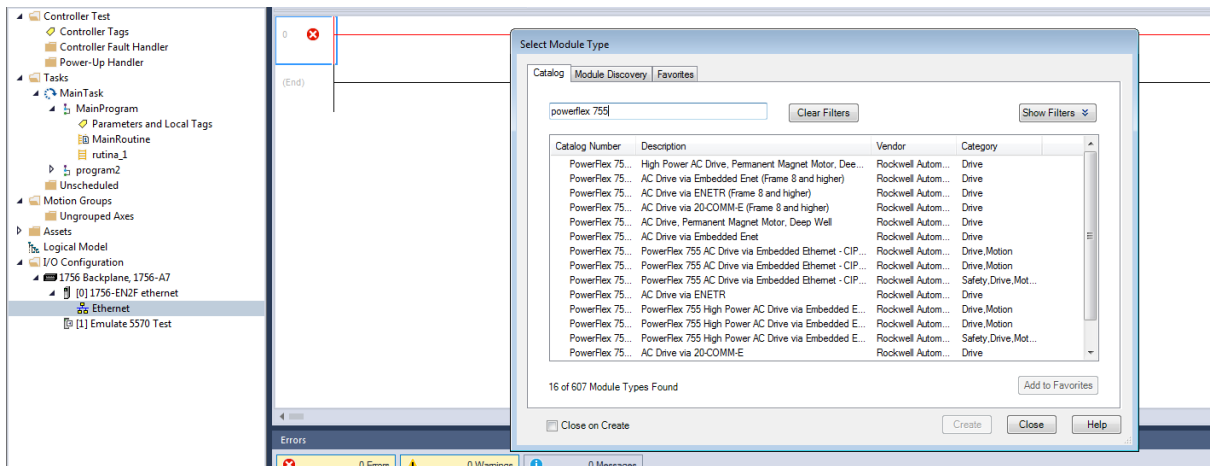 Controller Test
Controller Tags
Controller Fault Handler
Power-Up Handler
Tasks
MainTask
MainProgram
Parameters and Local Tags
MainRoutine
rutina_1
program2
Unscheduled
Motion Groups
Ungrouped Axes
Assets
Logical Model
I/O Configuration
1756 Backplane, 1756-A7
[0] 1756-EN2F ethernet
Ethernet
[1] Emulate 5570 Test
0
(End)
Select Module Type
Catalog Module Discovery Favorites
powerflex 755 Clear Filters Show Filters
Catalog Number Description Vendor Category
PowerFlex 75... High Power AC Drive, Permanent Magnet Motor, Dee... Rockwell Autom... Drive
PowerFlex 75... AC Drive via Embedded Enet (Frame 8 and higher) Rockwell Autom... Drive
PowerFlex 75... AC Drive via ENETR (Frame 8 and higher) Rockwell Autom... Drive
PowerFlex 75... AC Drive via 20-COMM-E (Frame 8 and higher) Rockwell Autom... Drive
PowerFlex 75... AC Drive, Permanent Magnet Motor, Deep Well Rockwell Autom... Drive
PowerFlex 75... AC Drive via Embedded Enet Rockwell Autom... Drive
PowerFlex 75... PowerFlex 755 AC Drive via Embedded Ethernet - CIP... Rockwell Autom... Drive,Motion
PowerFlex 75... PowerFlex 755 AC Drive via Embedded Ethernet - CIP... Rockwell Autom... Drive,Motion
PowerFlex 75... PowerFlex 755 AC Drive via Embedded Ethernet - CIP... Rockwell Autom... Safety,Drive,Mot...
PowerFlex 75... AC Drive via ENETR Rockwell Autom... Drive
PowerFlex 75... PowerFlex 755 High Power AC Drive via Embedded E... Rockwell Autom... Drive,Motion
PowerFlex 75... PowerFlex 755 High Power AC Drive via Embedded E... Rockwell Autom... Drive,Motion
PowerFlex 75... PowerFlex 755 High Power AC Drive via Embedded E... Rockwell Autom... Safety,Drive,Mot...
PowerFlex 75... AC Drive via 20-COMM-E Rockwell Autom... Drive
16 of 607 Module Types Found Add to Favorites
Close on Create Create Close Help
Errors
0 Errors 0 Warnings 0 Messages